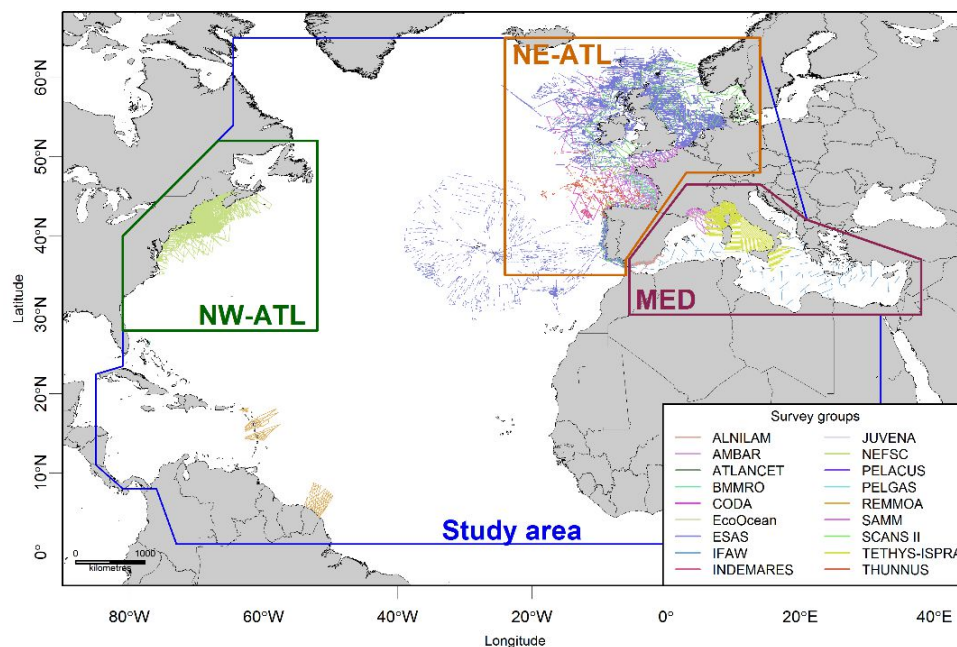 60°N
50°N
40°N
30°N
20°N
10°N
0°
Latitude
NE-ATL
NW-ATL
MED
Study area
0 1000
kilometres
Survey groups
ALNILAM JUVENA
AMBAR NEFSC
ATLANCET PELACUS
BMMRO PELGAS
CODA REMMOA
EcoOcean SAMM
ESAS SCANS II
IFAW TETHYS-ISPRA
INDEMARES THUNNUS
80°W 60°W 40°W 20°W 0° 20°E 40°E
Longitude